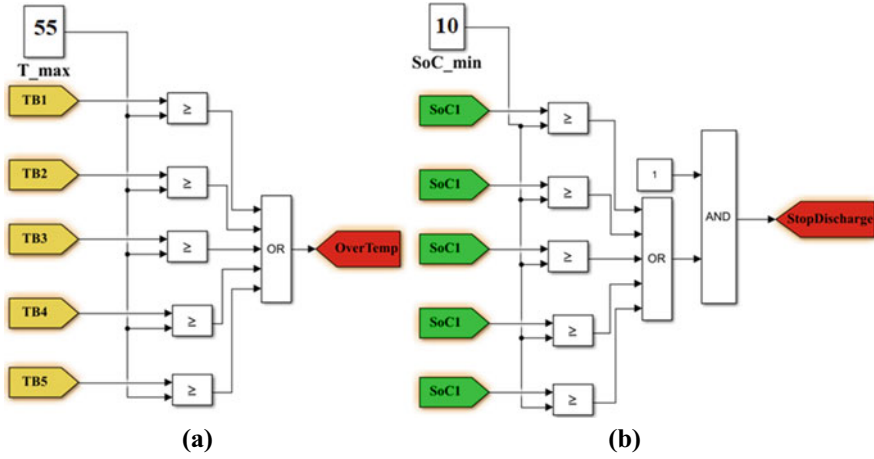 55
T_max
TB1
≥
TB2
≥
TB3
≥
TB4
≥
TB5
≥
OR
OverTemp
(a)
10
SoC_min
SoC1
≥
SoC1
≥
SoC1
≥
SoC1
≥
SoC1
≥
1
OR
AND
StopDischarge
(b)